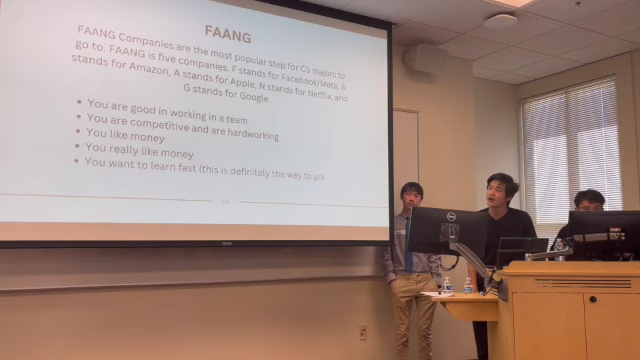 FAANG
FAANG Companies are the most popular step for CS majors to
go to. FAANG is five companies. F stands for Facebook/Meta, A
stands for Amazon, A stands for Apple, N stands for Netflix, and
G stands for Google
• You are good in working in a team
• You are competitive and are hardworking
• You like money
• You really like money
• You want to learn fast (this is definitely the way to go)
DELL